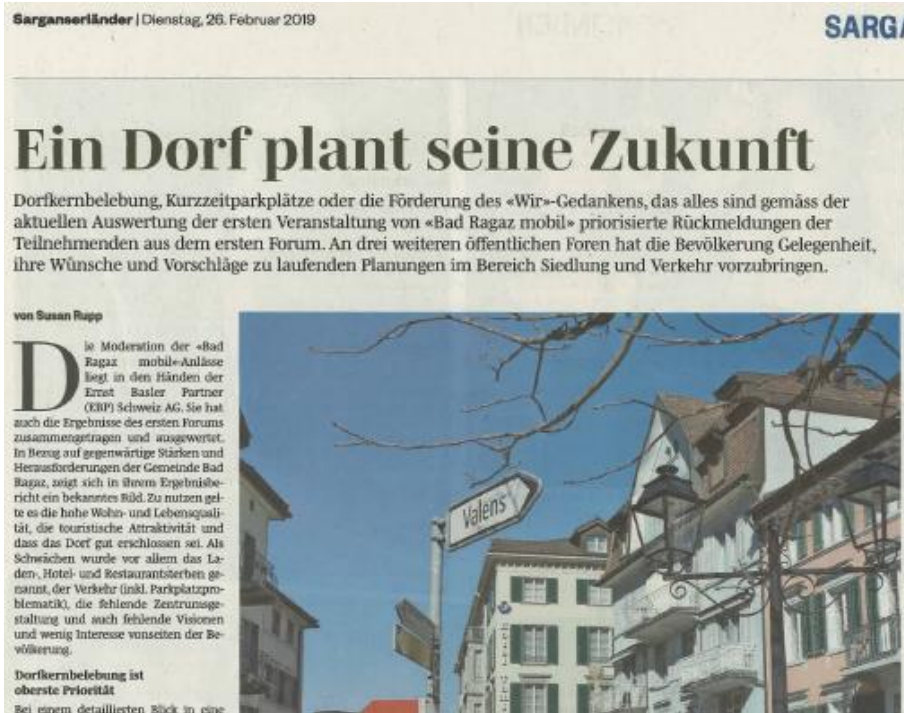 Sarganserländer | Dienstag, 26. Februar 2019
SARGA
Ein Dorf plant seine Zukunft
Dorfkernbelebung, Kurzzeitparkplätze oder die Förderung des «Wir»-Gedankens, das alles sind gemäss der
aktuellen Auswertung der ersten Veranstaltung von «Bad Ragaz mobil» priorisierte Rückmeldungen der
Teilnehmenden aus dem ersten Forum. An drei weiteren öffentlichen Foren hat die Bevölkerung Gelegenheit,
ihre Wünsche und Vorschläge zu laufenden Planungen im Bereich Siedlung und Verkehr vorzubringen.
von Susan Rupp
Die Moderation der «Bad
Ragaz mobil»-Anlässe
liegt in den Händen der
Ernst Basler Partner
(EBP) Schweiz AG. Sie hat
auch die Ergebnisse des ersten Forums
zusammengetragen und ausgewertet.
In Bezug auf gegenwärtige Stärken und
Herausforderungen der Gemeinde Bad
Ragaz, zeigt sich in ihrem Ergebnisbe-
richt ein bekanntes Bild. Zu nutzen gel-
te es die hohe Wohn- und Lebensquali-
tät, die touristische Attraktivität und
dass das Dorf gut erschlossen sei. Als
Schwächen wurde vor allem das La-
den-, Hotel- und Restaurantsterben ge-
nannt, der Verkehr (inkl. Parkplatzpro-
blematik), die fehlende Zentrumsge-
staltung und auch fehlende Visionen
und wenig Interesse vonseiten der Be-
völkerung.
Dorfkernbelebung ist
oberste Priorität
Bei einem detaillierten Blick in eine
Valens